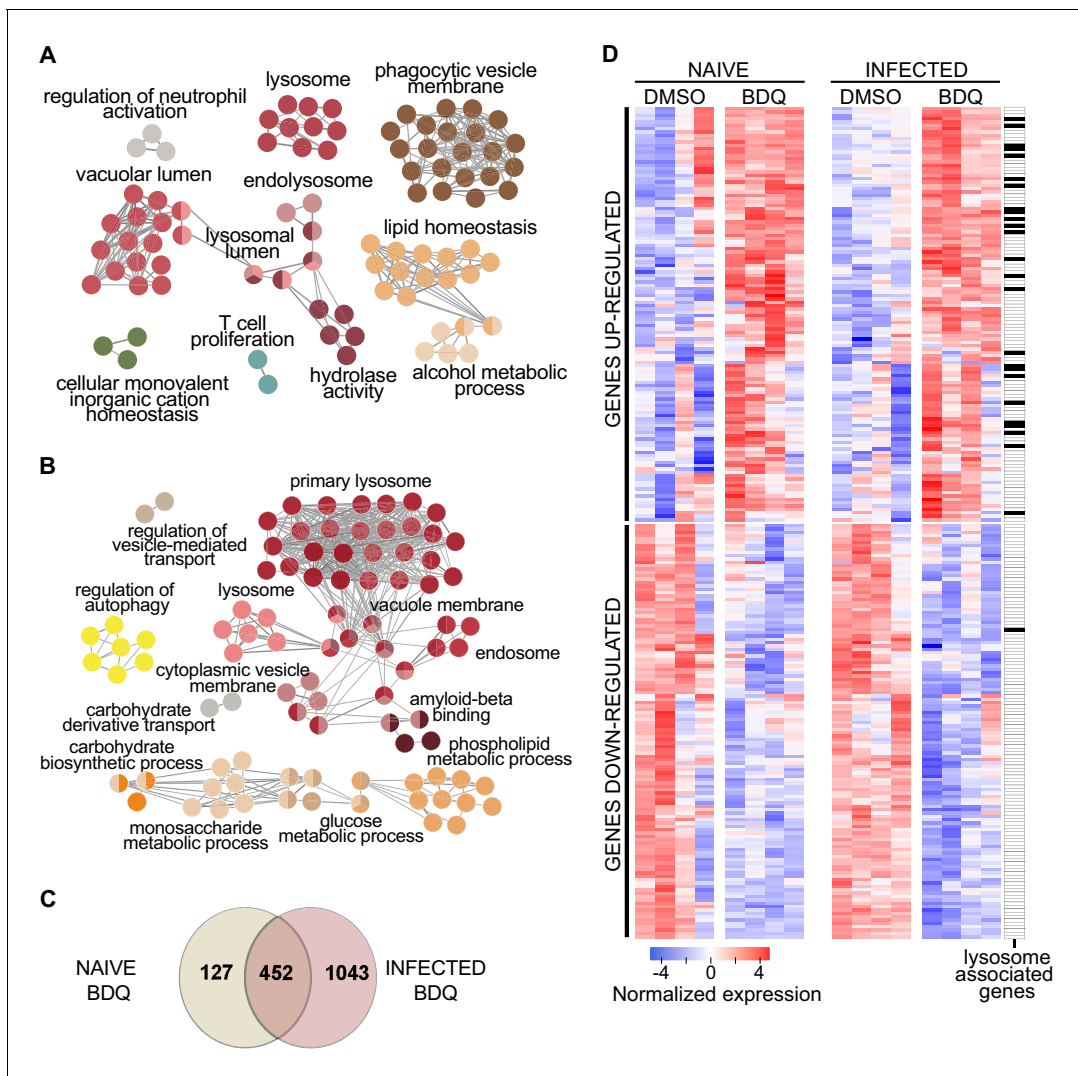 A
regulation of neutrophil
activation
lysosome
phagocytic vesicle
membrane
vacuolar lumen
endolysosome
lysosomal
lumen
lipid homeostasis
T cell
proliferation
cellular monovalent
inorganic cation
homeostasis
hydrolase
activity
alcohol metabolic
process
B
primary lysosome
regulation of
vesicle-mediated
transport
regulation of
autophagy
lysosome
vacuole membrane
endosome
cytoplasmic vesicle
membrane
carbohydrate
derivative transport
amyloid-beta
binding
phospholipid
metabolic process
carbohydrate
biosynthetic process
monosaccharide
metabolic process
glucose
metabolic process
C
NAIVE
BDQ
127
452
1043
INFECTED
BDQ
D
NAIVE
INFECTED
DMSO
BDQ
DMSO
BDQ
GENES UP-REGULATED
GENES DOWN-REGULATED
-4
0
4
Normalized expression
lysosome
associated
genes